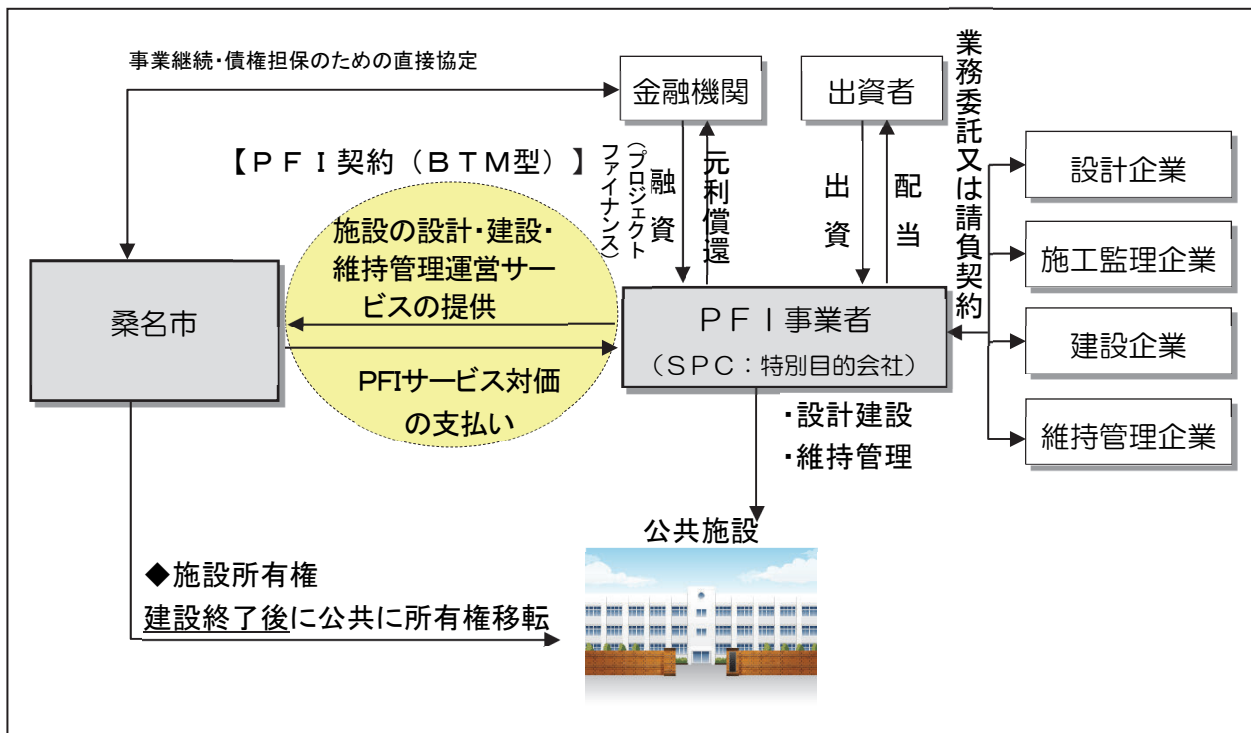 事業継続・債権担保のための直接協定
金融機関
出資者
業務委託又は請負契約
【ＰＦＩ契約（ＢＴＭ型）】
(プロジェクト
ファイナンス)
融資
元利償還
出資
配当
設計企業
施工監理企業
建設企業
維持管理企業
施設の設計・建設・
維持管理運営サー
ビスの提供
桑名市
ＰＦＩ事業者
（ＳＰＣ：特別目的会社）
PFIサービス対価
の支払い
・設計建設
・維持管理
公共施設
◆施設所有権
建設終了後に公共に所有権移転